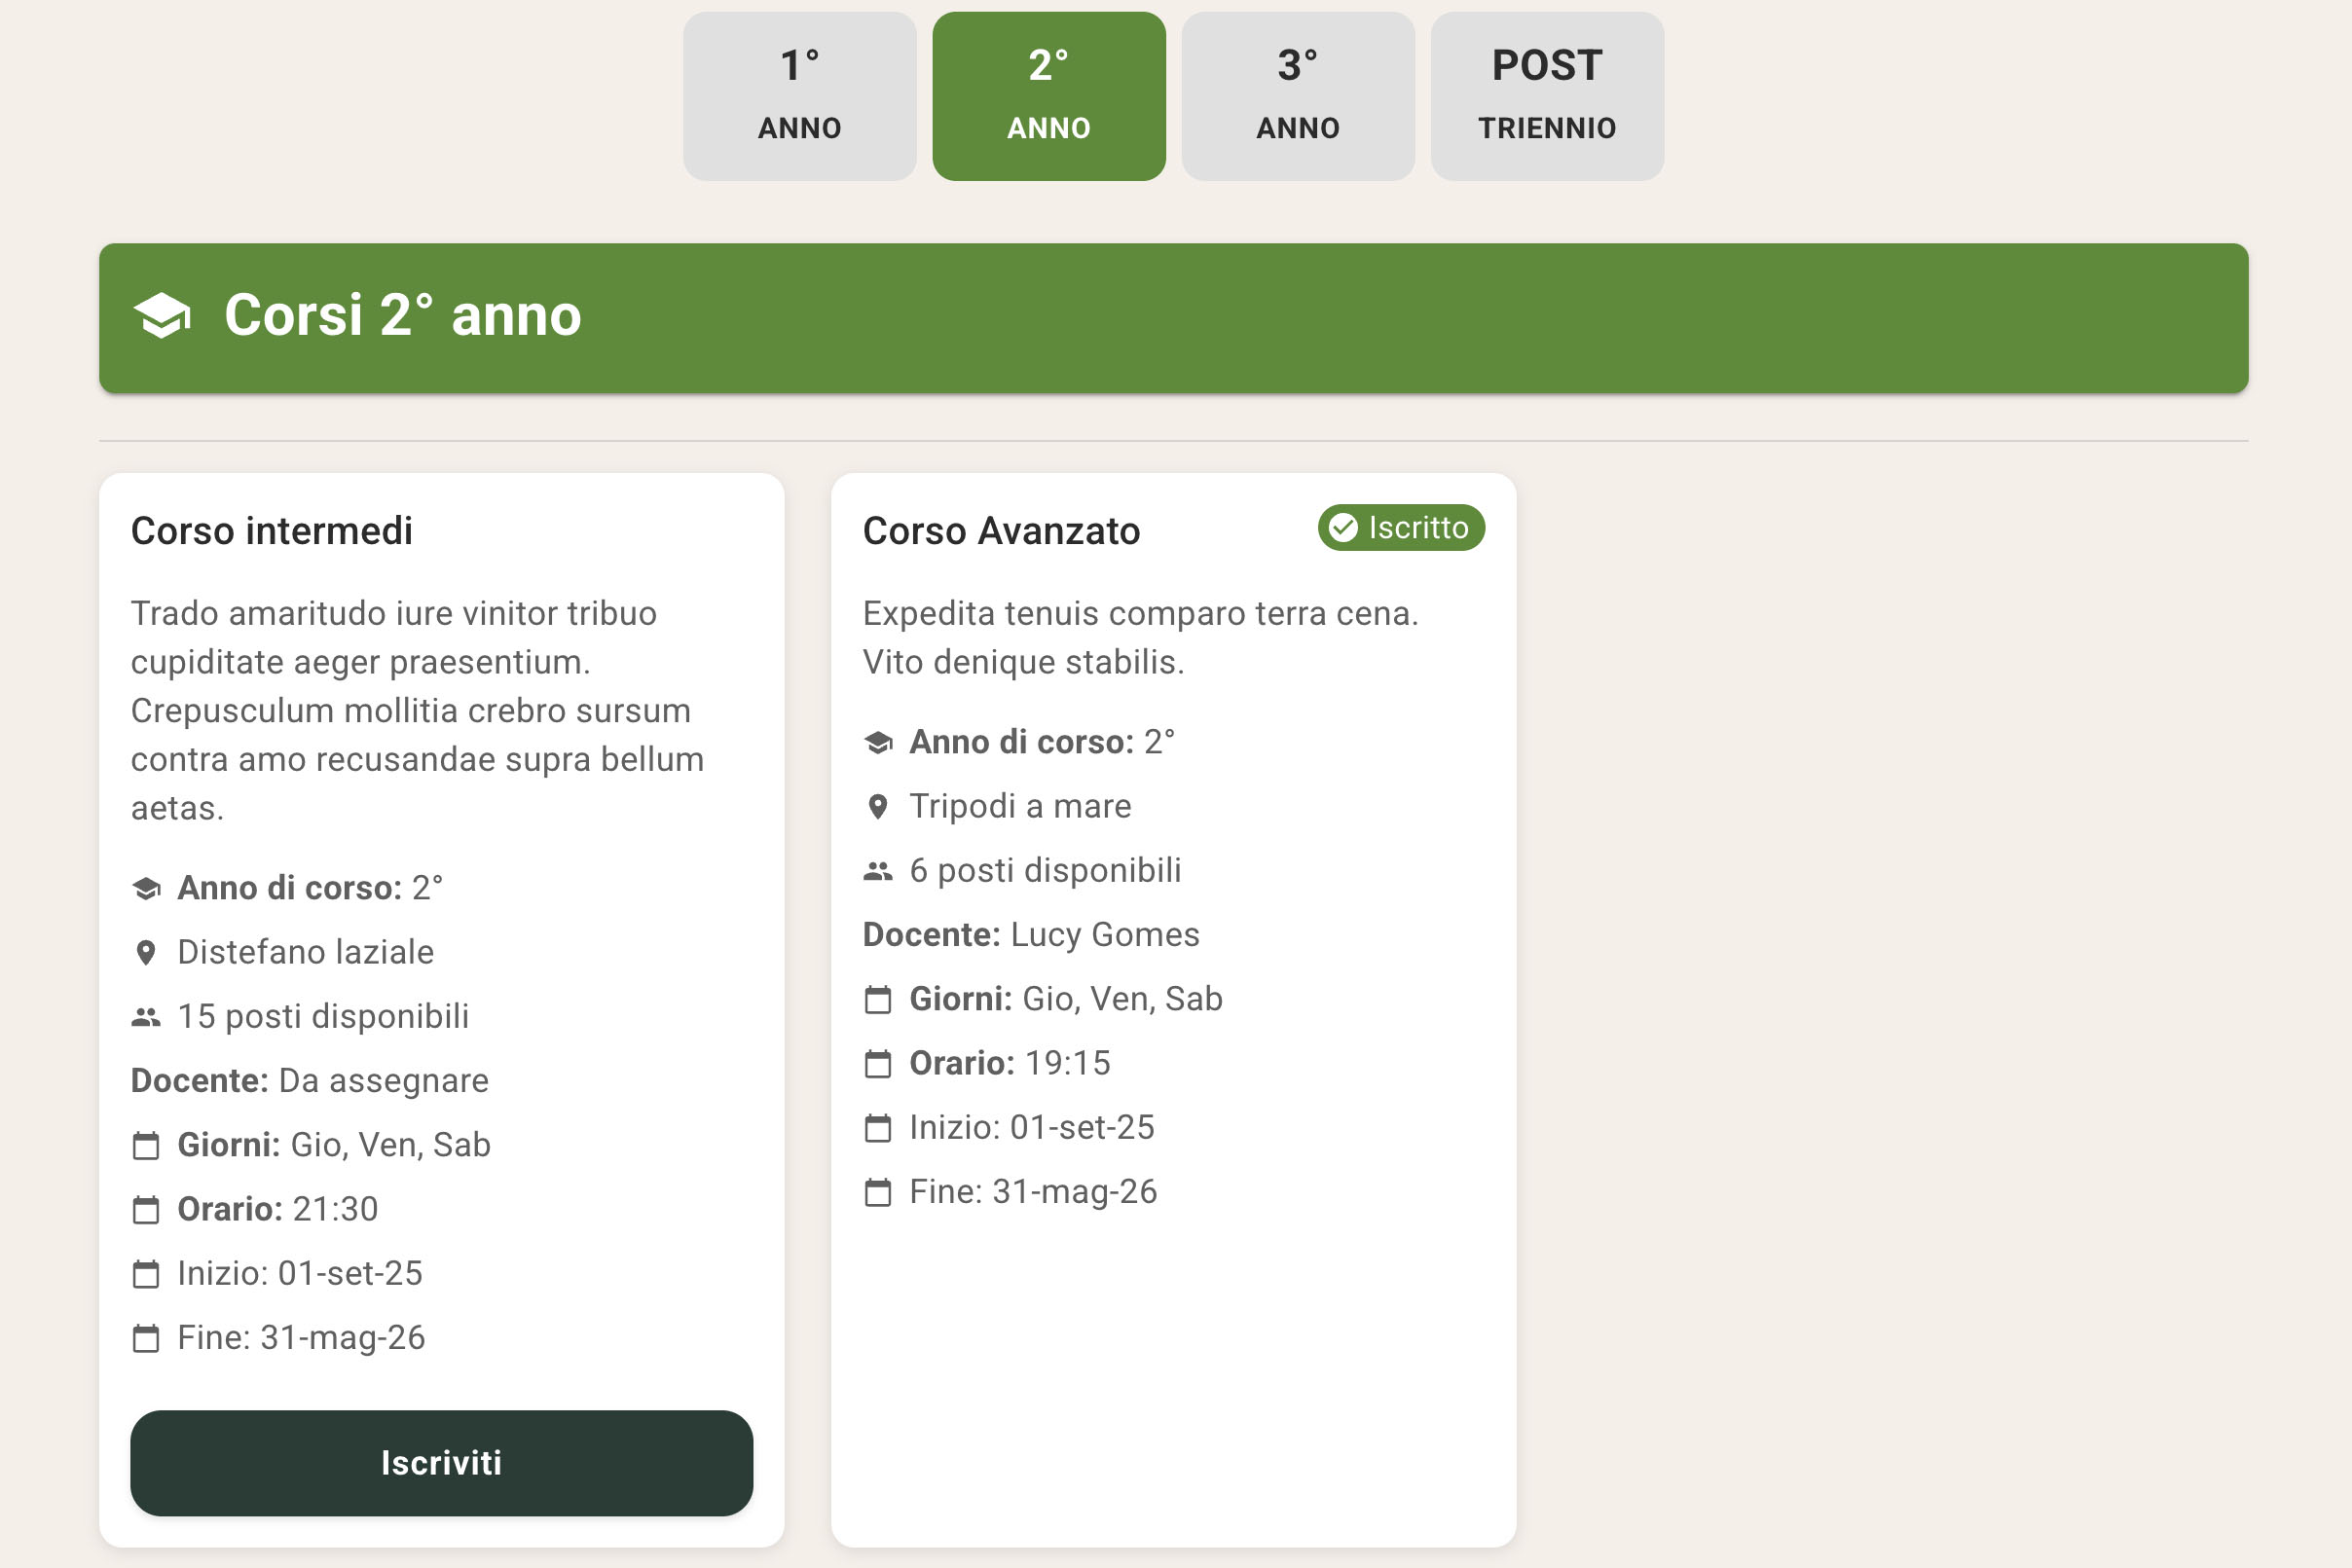 1°
ANNO
2°
ANNO
3°
ANNO
POST
TRIENNIO
Corsi 2° anno
Corso intermedi
Trado amaritudo iure vinitor tribuo
cupiditate aeger praesentium.
Crepusculum mollitia crebro sursum
contra amo recusandae supra bellum
aetas.
Anno di corso: 2°
Distefano laziale
15 posti disponibili
Docente: Da assegnare
Giorni: Gio, Ven, Sab
Orario: 21:30
Inizio: 01-set-25
Fine: 31-mag-26
Iscriviti
Corso Avanzato
Iscritto
Expedita tenuis comparo terra cena.
Vito denique stabilis.
Anno di corso: 2°
Tripodi a mare
6 posti disponibili
Docente: Lucy Gomes
Giorni: Gio, Ven, Sab
Orario: 19:15
Inizio: 01-set-25
Fine: 31-mag-26